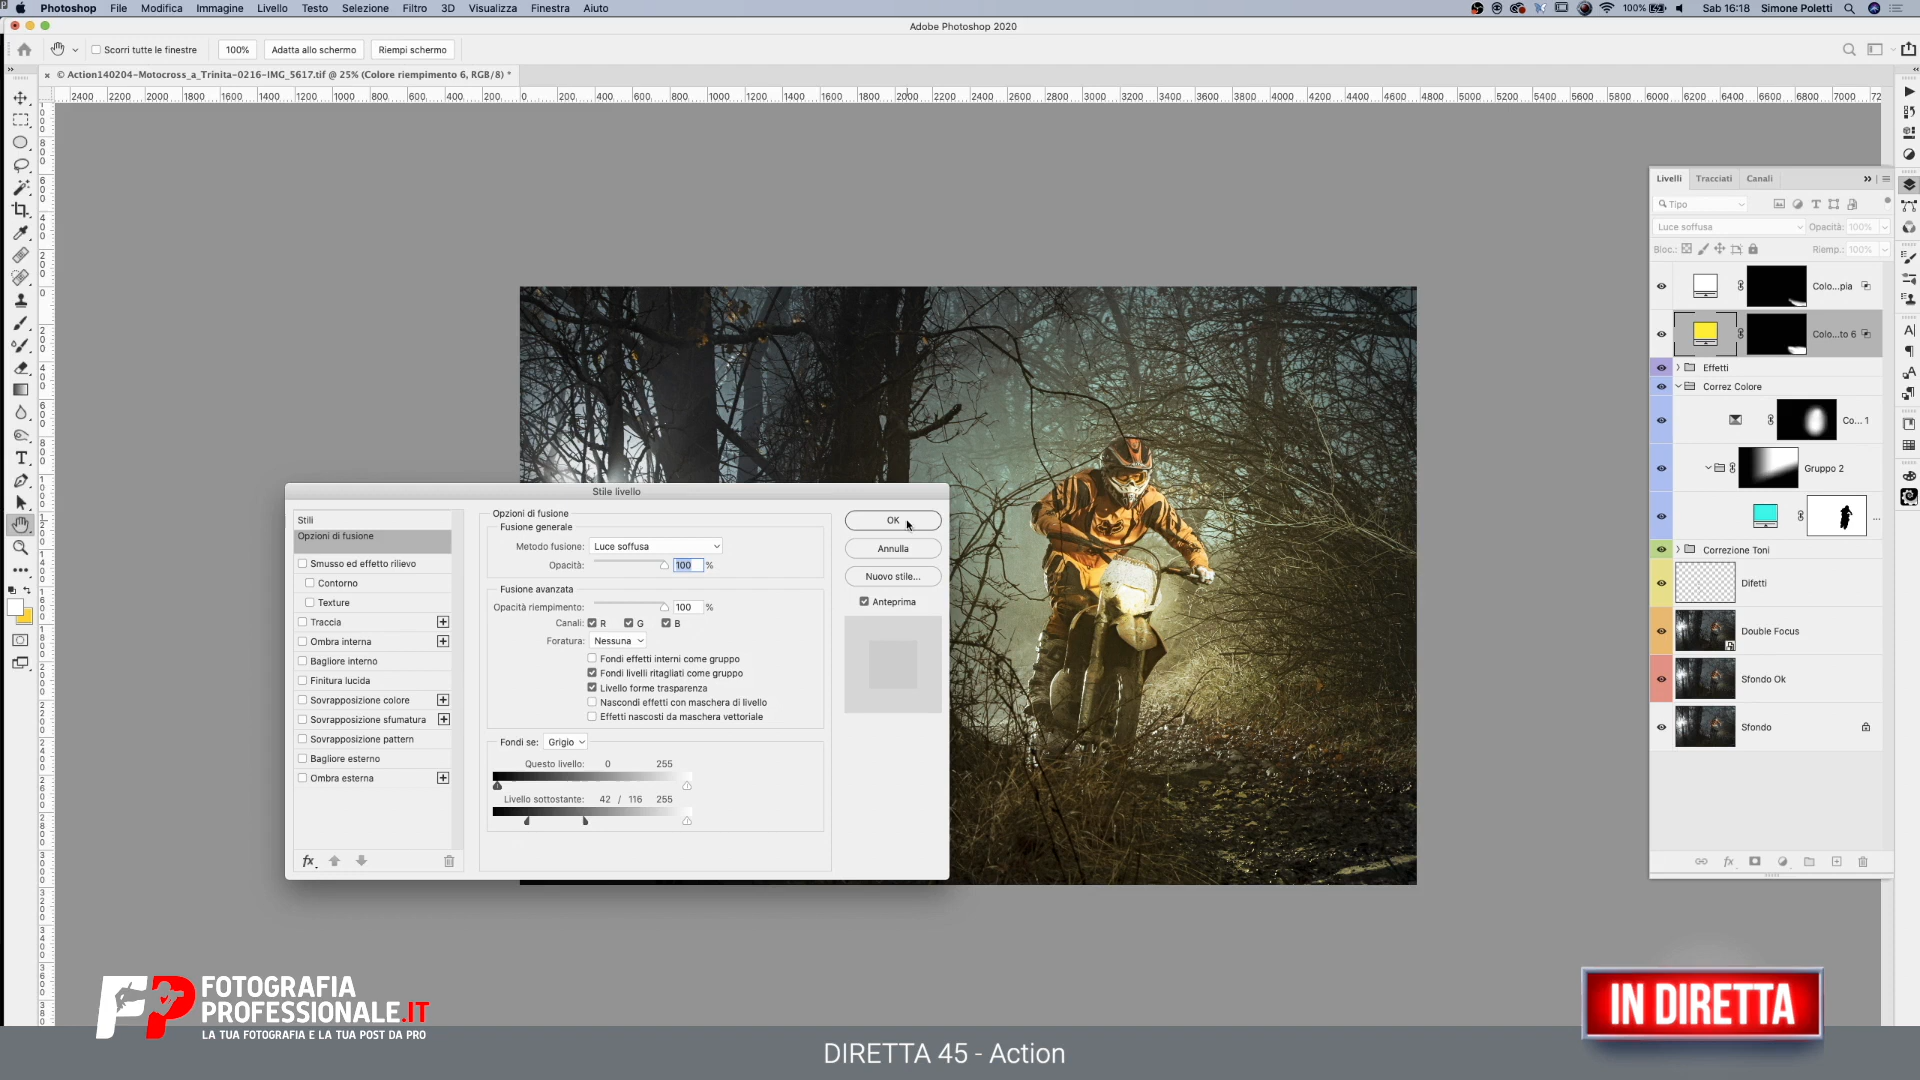 Photoshop File Modifica Immagine Livello Testo Selezione Filtro 3D Visualizza Finestra Aiuto 100% Sab 16:18 Simone Poletti
Adobe Photoshop 2020
Scorri tutte le finestre 100% Adatta allo schermo Riempi schermo
× © Action140204-Motocross_a_Trinita-0216-IMG_5617.tif @ 25% (Colore riempimento 6, RGB/8) *
2400 2200 2000 1800 1600 1400 1200 1000 800 600 400 200 0 200 400 600 800 1000 1200 1400 1600 1800 2000 2200 2400 2600 2800 3000 3200 3400 3600 3800 4000 4200 4400 4600 4800 5000 5200 5400 5600 5800 6000 6200 6400 6600 6800 7000 72
Livelli Tracciati Canali
Tipo
Luce soffusa Opacità: 100%
Bloc.: Riemp.: 100%
Colo...pia
Colo...to 6
Effetti
Correz Colore
Co... 1
Gruppo 2
...
Correzione Toni
Difetti
Double Focus
Sfondo Ok
Sfondo
Stile livello
Stili
Opzioni di fusione
Smusso ed effetto rilievo
Contorno
Texture
Traccia
Ombra interna
Bagliore interno
Finitura lucida
Sovrapposizione colore
Sovrapposizione sfumatura
Sovrapposizione pattern
Bagliore esterno
Ombra esterna
fx
Opzioni di fusione
Fusione generale
Metodo fusione: Luce soffusa
Opacità: 100 %
Fusione avanzata
Opacità riempimento: 100 %
Canali: R G B
Foratura: Nessuna
Fondi effetti interni come gruppo
Fondi livelli ritagliati come gruppo
Livello forme trasparenza
Nascondi effetti con maschera di livello
Effetti nascosti da maschera vettoriale
Fondi se: Grigio
Questo livello: 0 255
Livello sottostante: 42 / 116 255
OK
Annulla
Nuovo stile...
Anteprima
FP FOTOGRAFIA
PROFESSIONALE.IT
LA TUA FOTOGRAFIA E LA TUA POST DA PRO
IN DIRETTA
DIRETTA 45 - Action